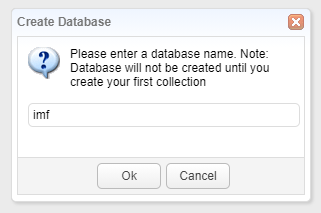 Create Database
Please enter a database name. Note:
Database will not be created until you
create your first collection
imf
Ok
Cancel